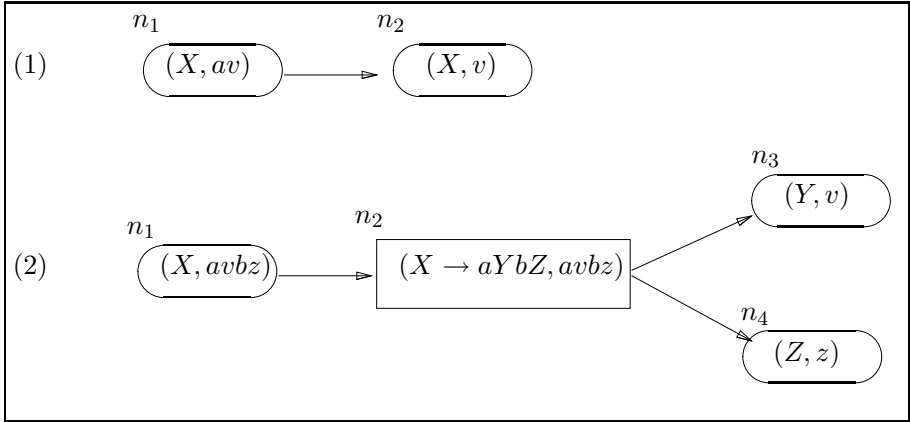 n₁ n₂
(1) (X, av) (X, v)
n₃
(Y, v)
n₁ n₂
(2) (X, avbz) (X → aYbZ, avbz)
n₄
(Z, z)